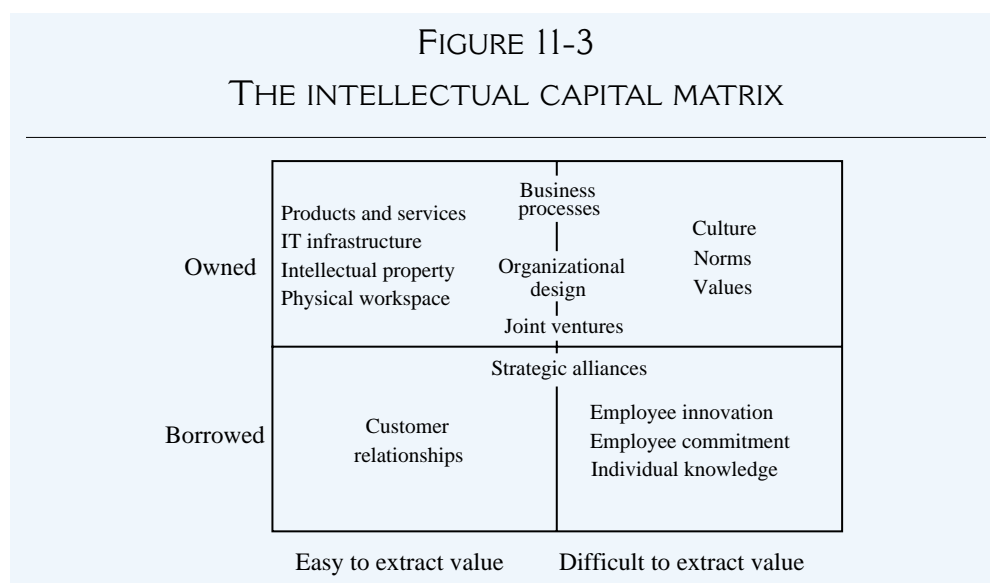 FIGURE 11-3
THE INTELLECTUAL CAPITAL MATRIX
Owned
Products and services
IT infrastructure
Intellectual property
Physical workspace
Business
processes
Organizational
design
Joint ventures
Culture
Norms
Values
Strategic alliances
Borrowed
Customer
relationships
Employee innovation
Employee commitment
Individual knowledge
Easy to extract value
Difficult to extract value